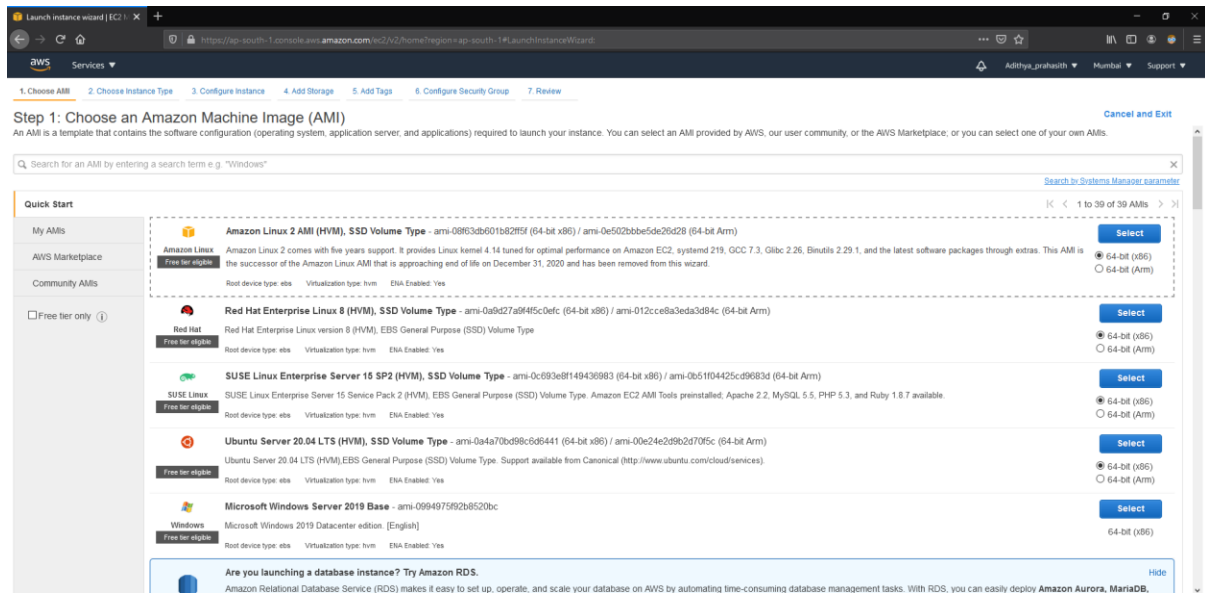 Launch instance wizard | EC2 M
https://ap-south-1.console.aws.amazon.com/ec2/v2/home?region=ap-south-1#LaunchInstanceWizard:
aws Services Adithya_prahasith Mumbai Support
1. Choose AMI 2. Choose Instance Type 3. Configure Instance 4. Add Storage 5. Add Tags 6. Configure Security Group 7. Review
Step 1: Choose an Amazon Machine Image (AMI) Cancel and Exit
An AMI is a template that contains the software configuration (operating system, application server, and applications) required to launch your instance. You can select an AMI provided by AWS, our user community, or the AWS Marketplace; or you can select one of your own AMIs.
Search for an AMI by entering a search term e.g. "Windows"
Search by Systems Manager parameter
Quick Start
1 to 39 of 39 AMIs
My AMIs
AWS Marketplace
Community AMIs
Free tier only
Amazon Linux
Free tier eligible
Amazon Linux 2 AMI (HVM), SSD Volume Type - ami-08f63db601b82ff5f (64-bit x86) / ami-0e502bbbe5de26d28 (64-bit Arm)
Amazon Linux 2 comes with five years support. It provides Linux kernel 4.14 tuned for optimal performance on Amazon EC2, systemd 219, GCC 7.3, Glibc 2.26, Binutils 2.29.1, and the latest software packages through extras. This AMI is
the successor of the Amazon Linux AMI that is approaching end of life on December 31, 2020 and has been removed from this wizard.
Root device type: ebs Virtualization type: hvm ENA Enabled: Yes
Select
64-bit (x86)
64-bit (Arm)
Red Hat
Free tier eligible
Red Hat Enterprise Linux 8 (HVM), SSD Volume Type - ami-0a9d27a9f4f5c0efc (64-bit x86) / ami-012cce8a3eda3d84c (64-bit Arm)
Red Hat Enterprise Linux version 8 (HVM), EBS General Purpose (SSD) Volume Type
Root device type: ebs Virtualization type: hvm ENA Enabled: Yes
Select
64-bit (x86)
64-bit (Arm)
SUSE Linux
Free tier eligible
SUSE Linux Enterprise Server 15 SP2 (HVM), SSD Volume Type - ami-0c693e8f149436983 (64-bit x86) / ami-0b51f04425cd9683d (64-bit Arm)
SUSE Linux Enterprise Server 15 Service Pack 2 (HVM), EBS General Purpose (SSD) Volume Type. Amazon EC2 AMI Tools preinstalled; Apache 2.2, MySQL 5.5, PHP 5.3, and Ruby 1.8.7 available.
Root device type: ebs Virtualization type: hvm ENA Enabled: Yes
Select
64-bit (x86)
64-bit (Arm)
Free tier eligible
Ubuntu Server 20.04 LTS (HVM), SSD Volume Type - ami-0a4a70bd98c6d6441 (64-bit x86) / ami-00e24e2d9b2d70f5c (64-bit Arm)
Ubuntu Server 20.04 LTS (HVM),EBS General Purpose (SSD) Volume Type. Support available from Canonical (http://www.ubuntu.com/cloud/services).
Root device type: ebs Virtualization type: hvm ENA Enabled: Yes
Select
64-bit (x86)
64-bit (Arm)
Windows
Free tier eligible
Microsoft Windows Server 2019 Base - ami-0994975f92b8520bc
Microsoft Windows 2019 Datacenter edition. [English]
Root device type: ebs Virtualization type: hvm ENA Enabled: Yes
Select
64-bit (x86)
Are you launching a database instance? Try Amazon RDS. Hide
Amazon Relational Database Service (RDS) makes it easy to set up, operate, and scale your database on AWS by automating time-consuming database management tasks. With RDS, you can easily deploy Amazon Aurora, MariaDB,